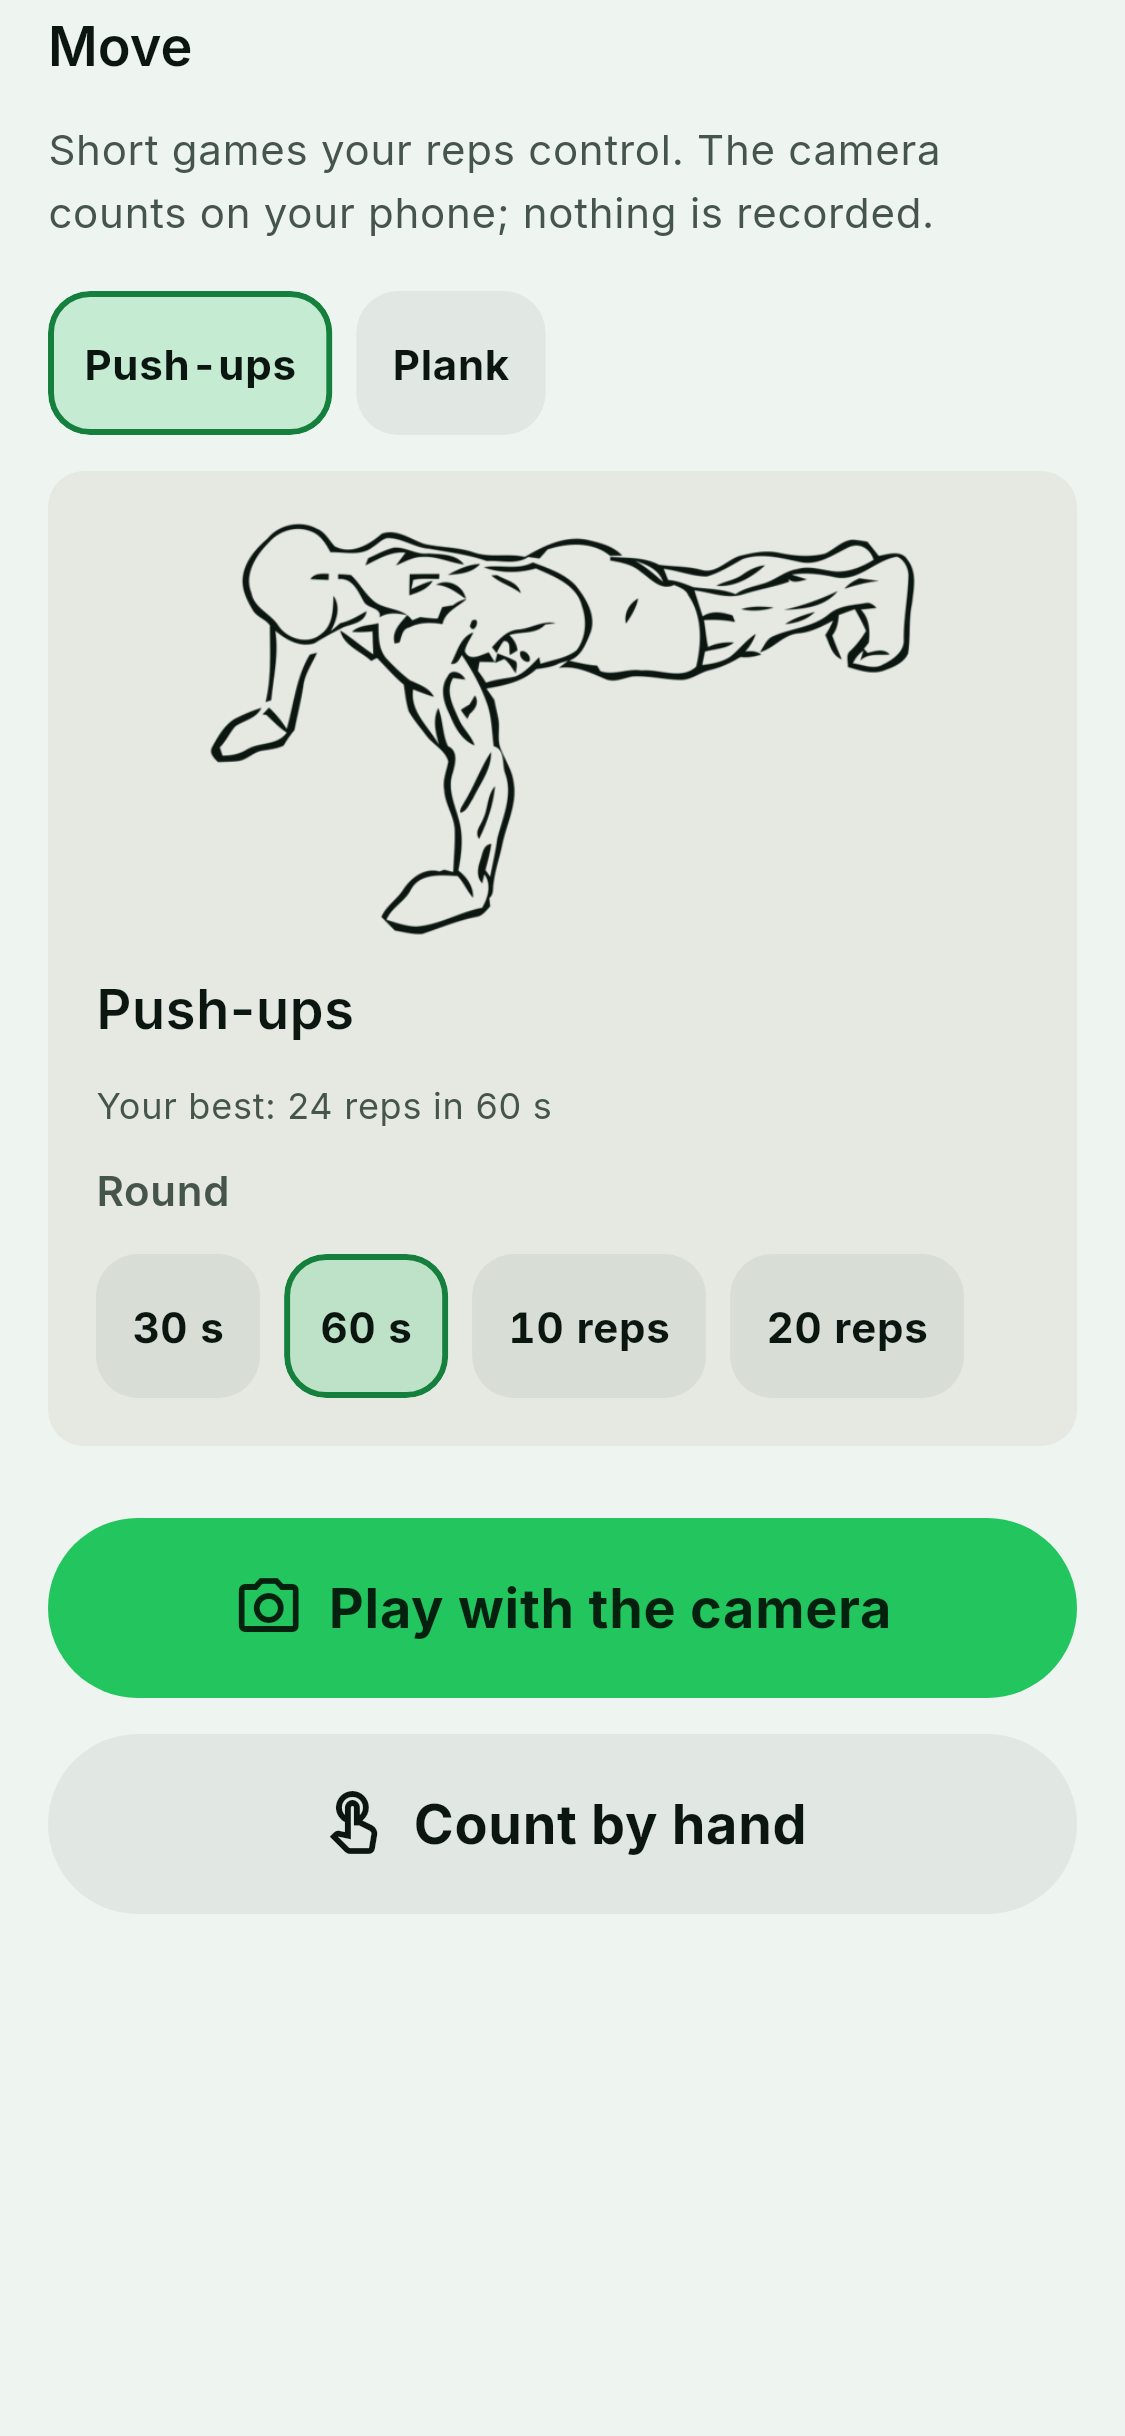 Move
Short games your reps control. The camera
counts on your phone; nothing is recorded.
Push-ups
Plank
Push-ups
Your best: 24 reps in 60 s
Round
30 s
60 s
10 reps
20 reps
Play with the camera
Count by hand